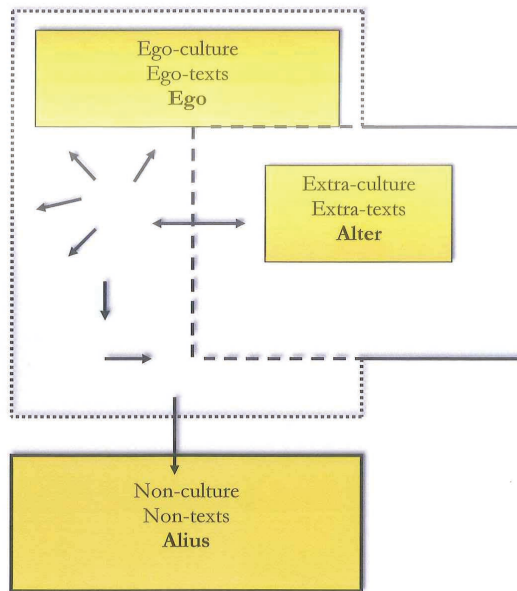 Ego-culture
Ego-texts
Ego
Extra-culture
Extra-texts
Alter
Non-culture
Non-texts
Alius